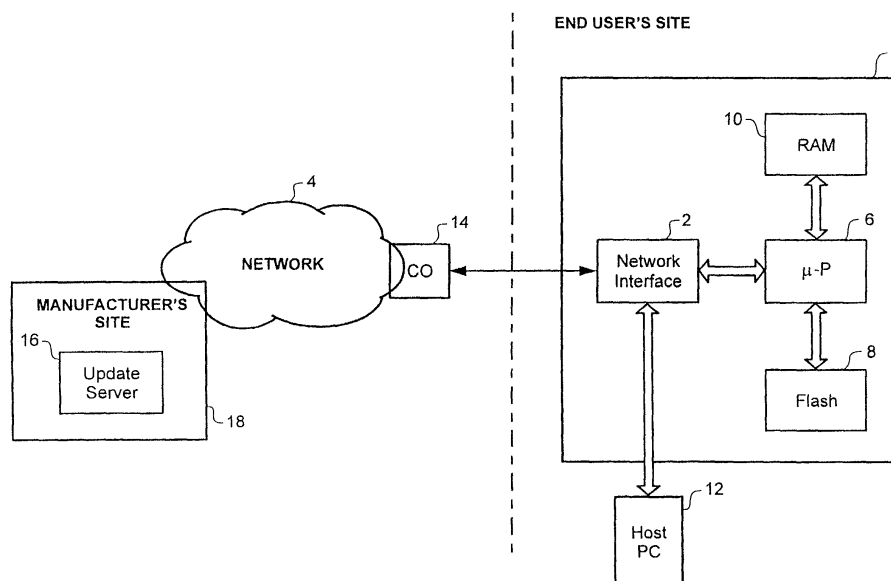 END USER'S SITE
10
RAM
4
14
2
6
NETWORK
CO
Network
Interface
μ-P
MANUFACTURER'S
SITE
16
Update
Server
18
8
Flash
12
Host
PC